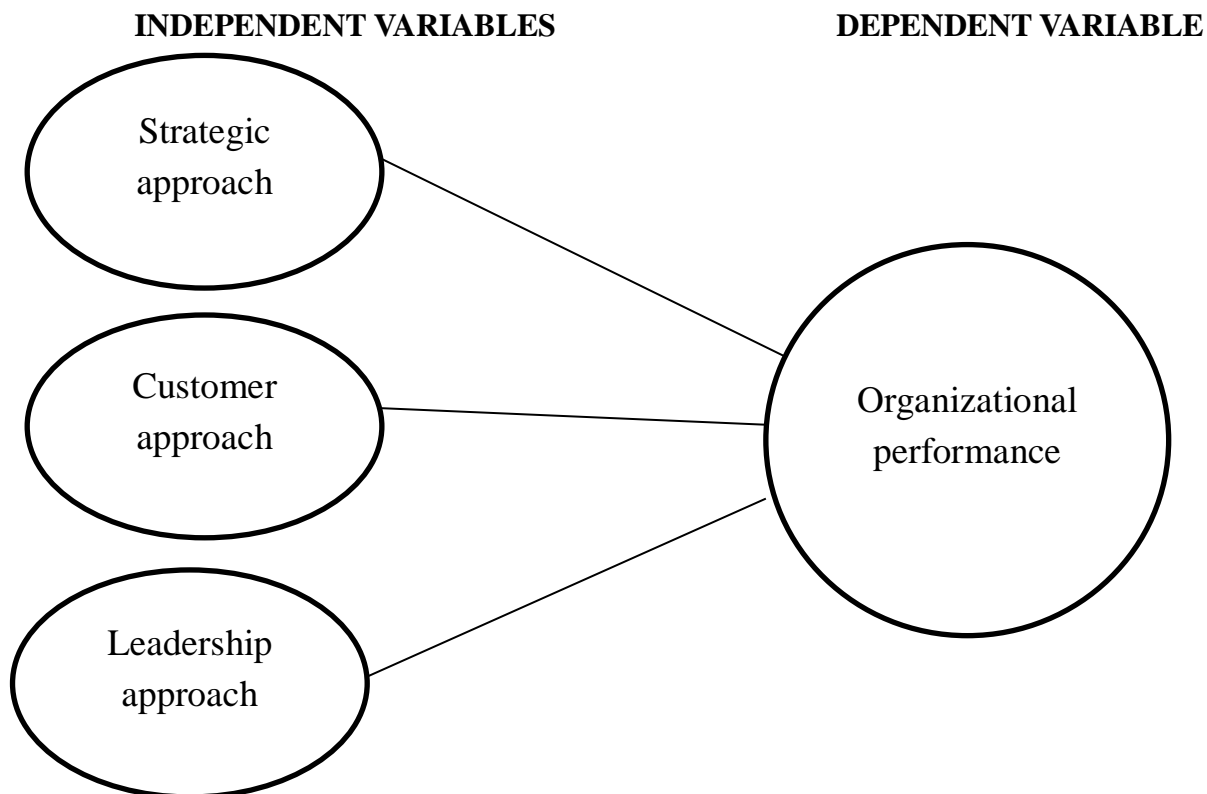 INDEPENDENT VARIABLES
DEPENDENT VARIABLE
Strategic
approach
Customer
approach
Organizational
performance
Leadership
approach